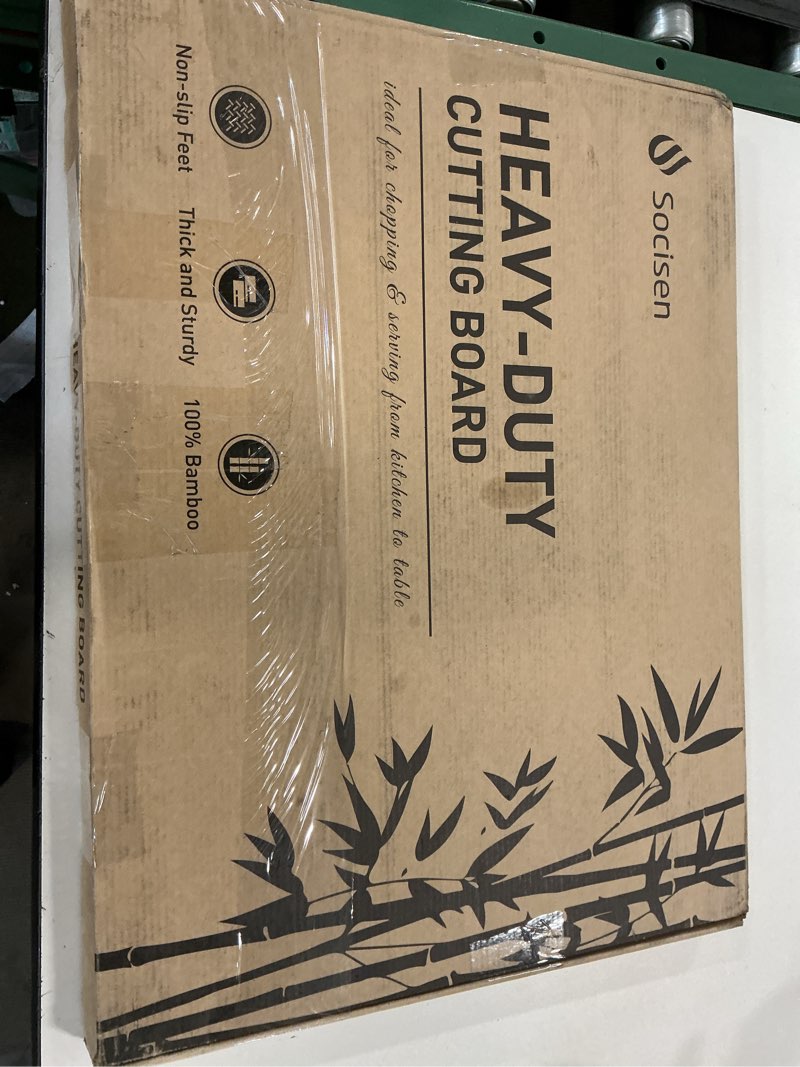 Socisen
HEAVY-DUTY
CUTTING BOARD
ideal for chopping & serving from kitchen to table
Non-slip Feet
Thick and Sturdy
100% Bamboo
HEAVY-DUTY CUTTING BOARD